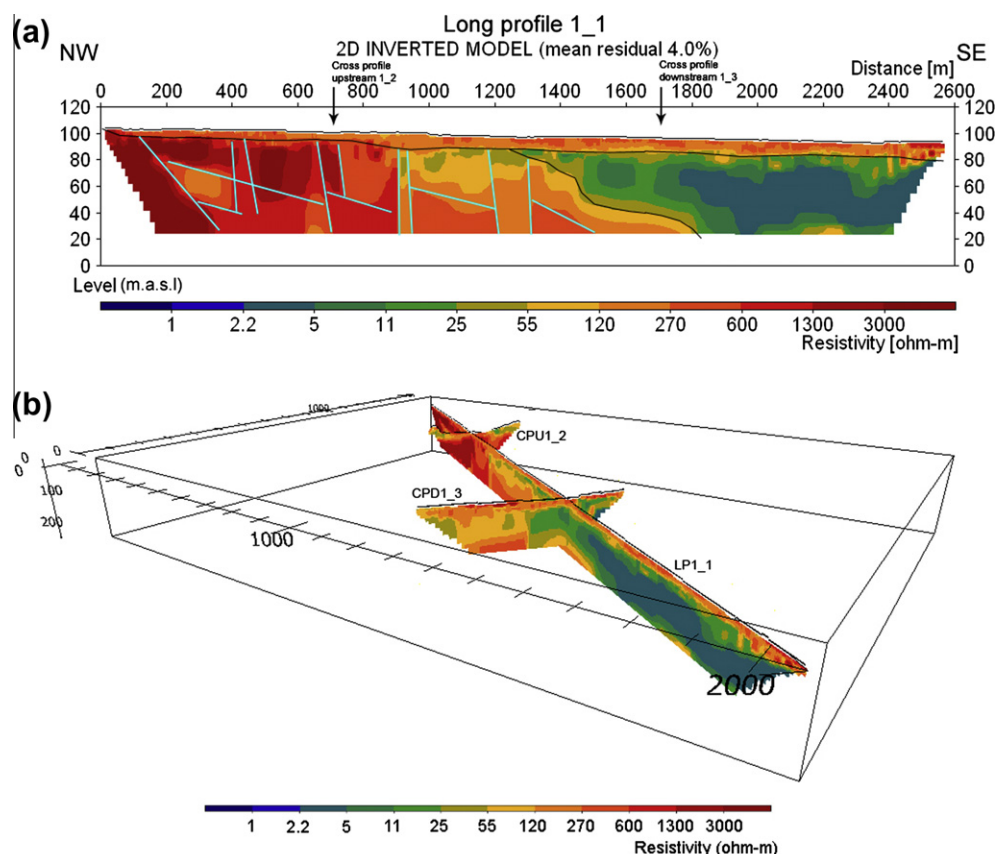 (a)
Long profile 1_1
NW
2D INVERTED MODEL (mean residual 4.0%)
SE
Cross profile
upstream 1_2
Cross profile
downstream 1_3
Distance [m]
0 200 400 600 800 1000 1200 1400 1600 1800 2000 2200 2400 2600
120 120
100 100
80 80
60 60
40 40
20 20
0 0
Level (m.a.s.l)
1 2.2 5 11 25 55 120 270 600 1300 3000
Resistivity [ohm-m]
(b)
1000
0
0
0
100
200
CPU1_2
CPD1_3
1000
LP1_1
2000
1 2.2 5 11 25 55 120 270 600 1300 3000
Resistivity (ohm-m)